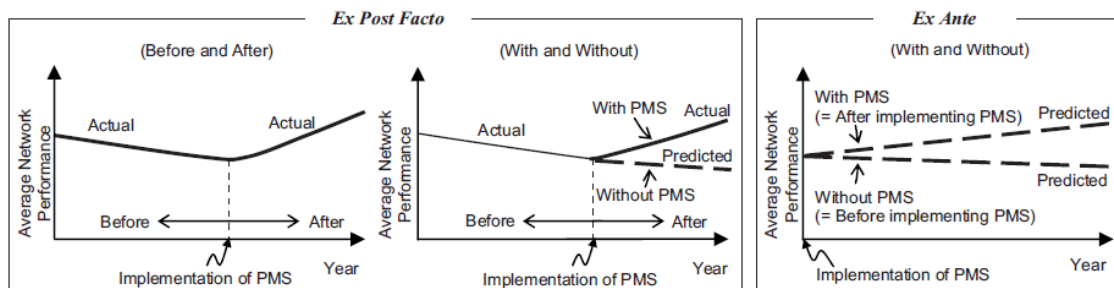 Ex Post Facto
(Before and After)
Average Network
Performance
Actual
Actual
Before
After
Implementation of PMS
Year
(With and Without)
Average Network
Performance
Actual
With PMS
Actual
Predicted
Without PMS
Before
After
Implementation of PMS
Year
Ex Ante
(With and Without)
Average Network
Performance
With PMS
(= After implementing PMS)
Predicted
Without PMS
(= Before implementing PMS)
Predicted
Implementation of PMS
Year